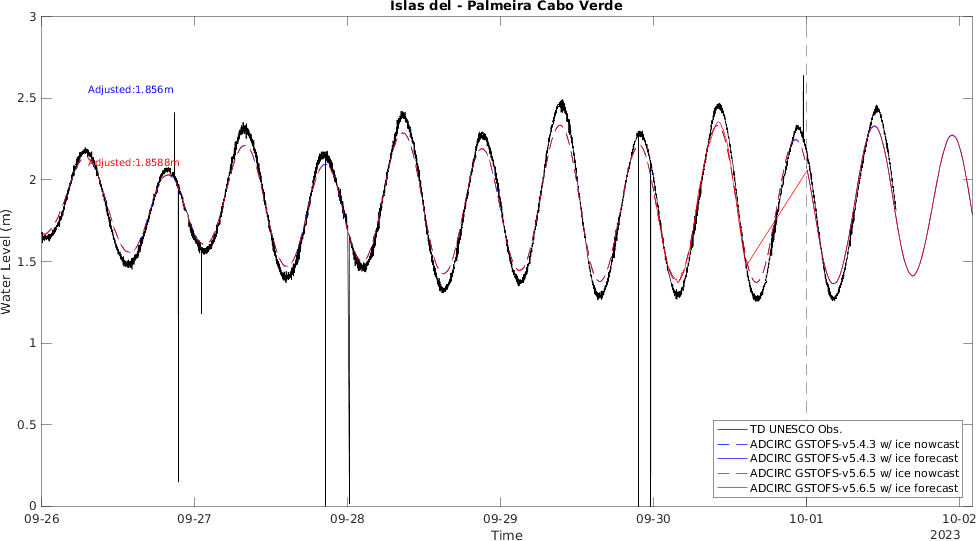 Islas del - Palmeira Cabo Verde
3
2.5
2
1.5
1
0.5
0
Water Level (m)
Adjusted:1.856m
Adjusted:1.8588m
TD UNESCO Obs.
ADCIRC GSTOFS-v5.4.3 w/ ice nowcast
ADCIRC GSTOFS-v5.4.3 w/ ice forecast
ADCIRC GSTOFS-v5.6.5 w/ ice nowcast
ADCIRC GSTOFS-v5.6.5 w/ ice forecast
09-26 09-27 09-28 09-29 09-30 10-01 10-02
Time
2023